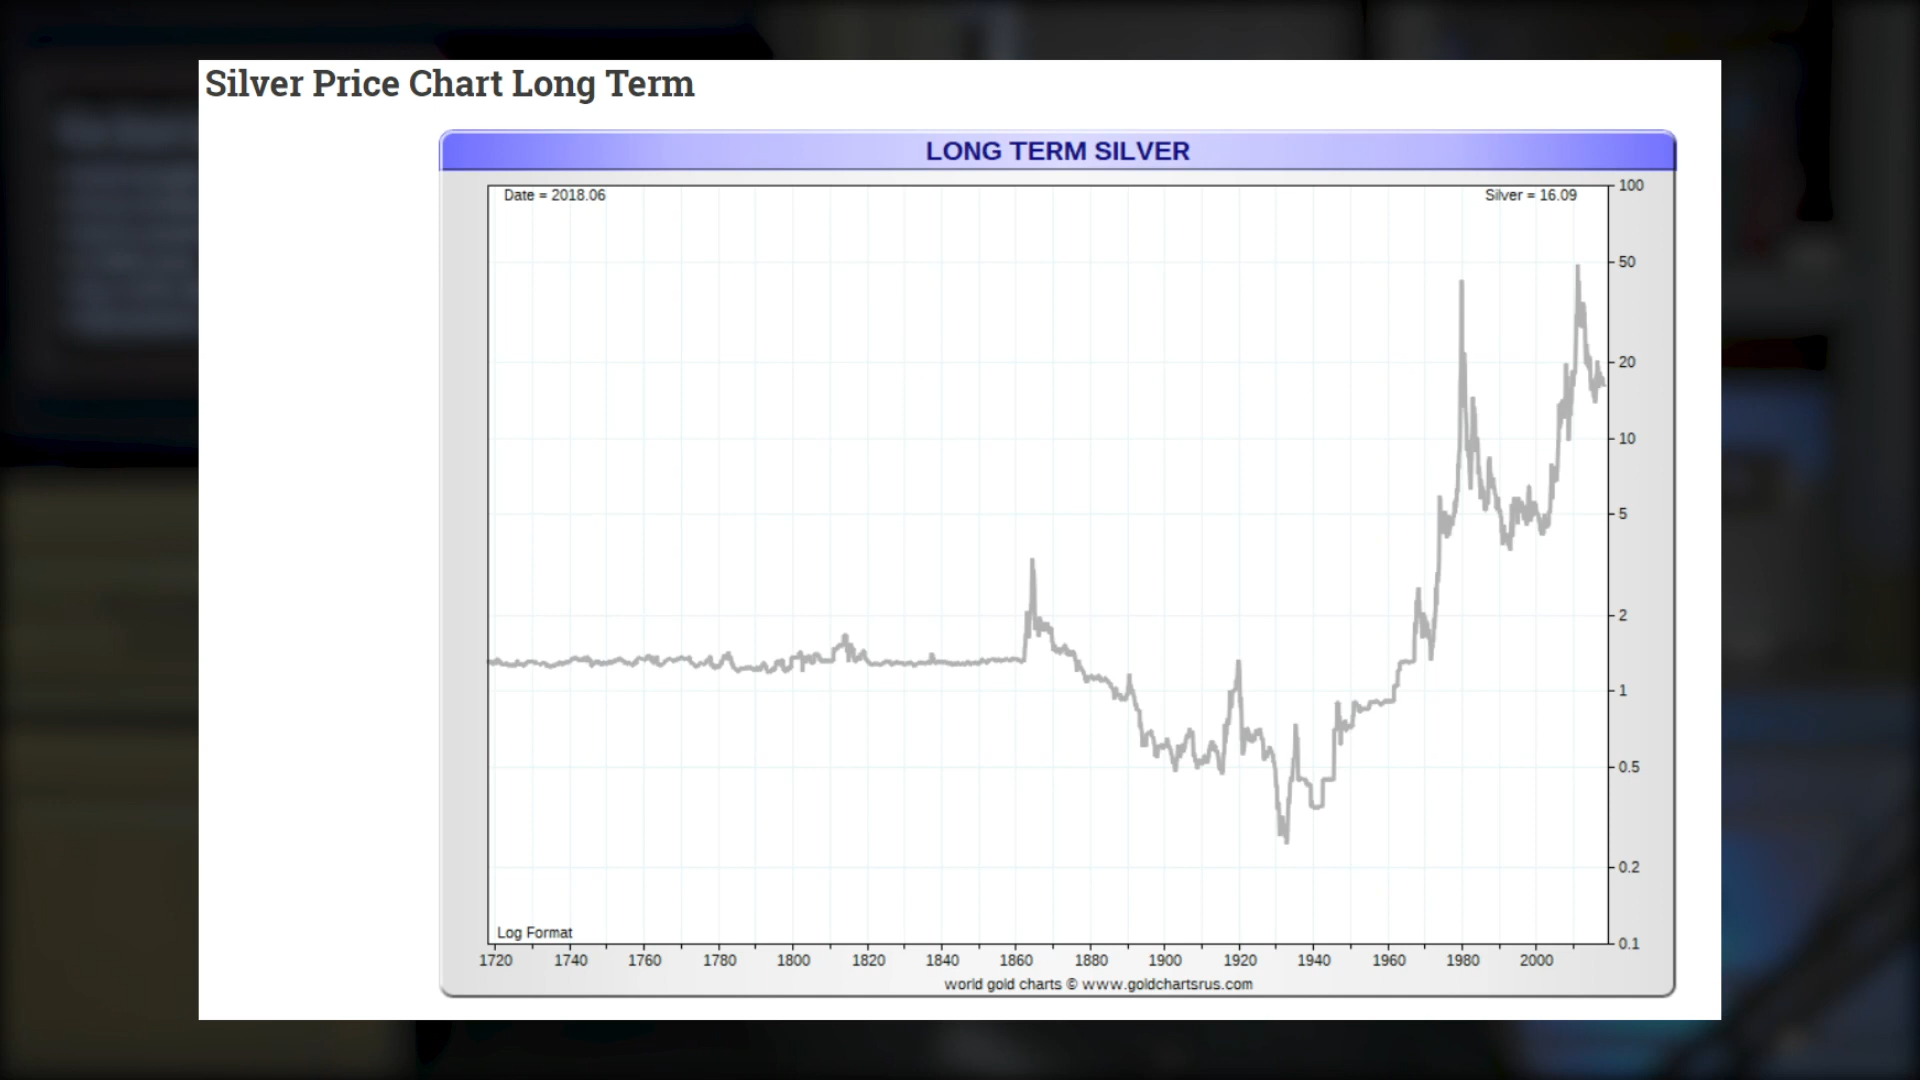 Silver Price Chart Long Term
LONG TERM SILVER
Date = 2018.06
Silver = 16.09
100
50
20
10
5
2
1
0.5
0.2
0.1
Log Format
1720 1740 1760 1780 1800 1820 1840 1860 1880 1900 1920 1940 1960 1980 2000
world gold charts © www.goldchartsrus.com